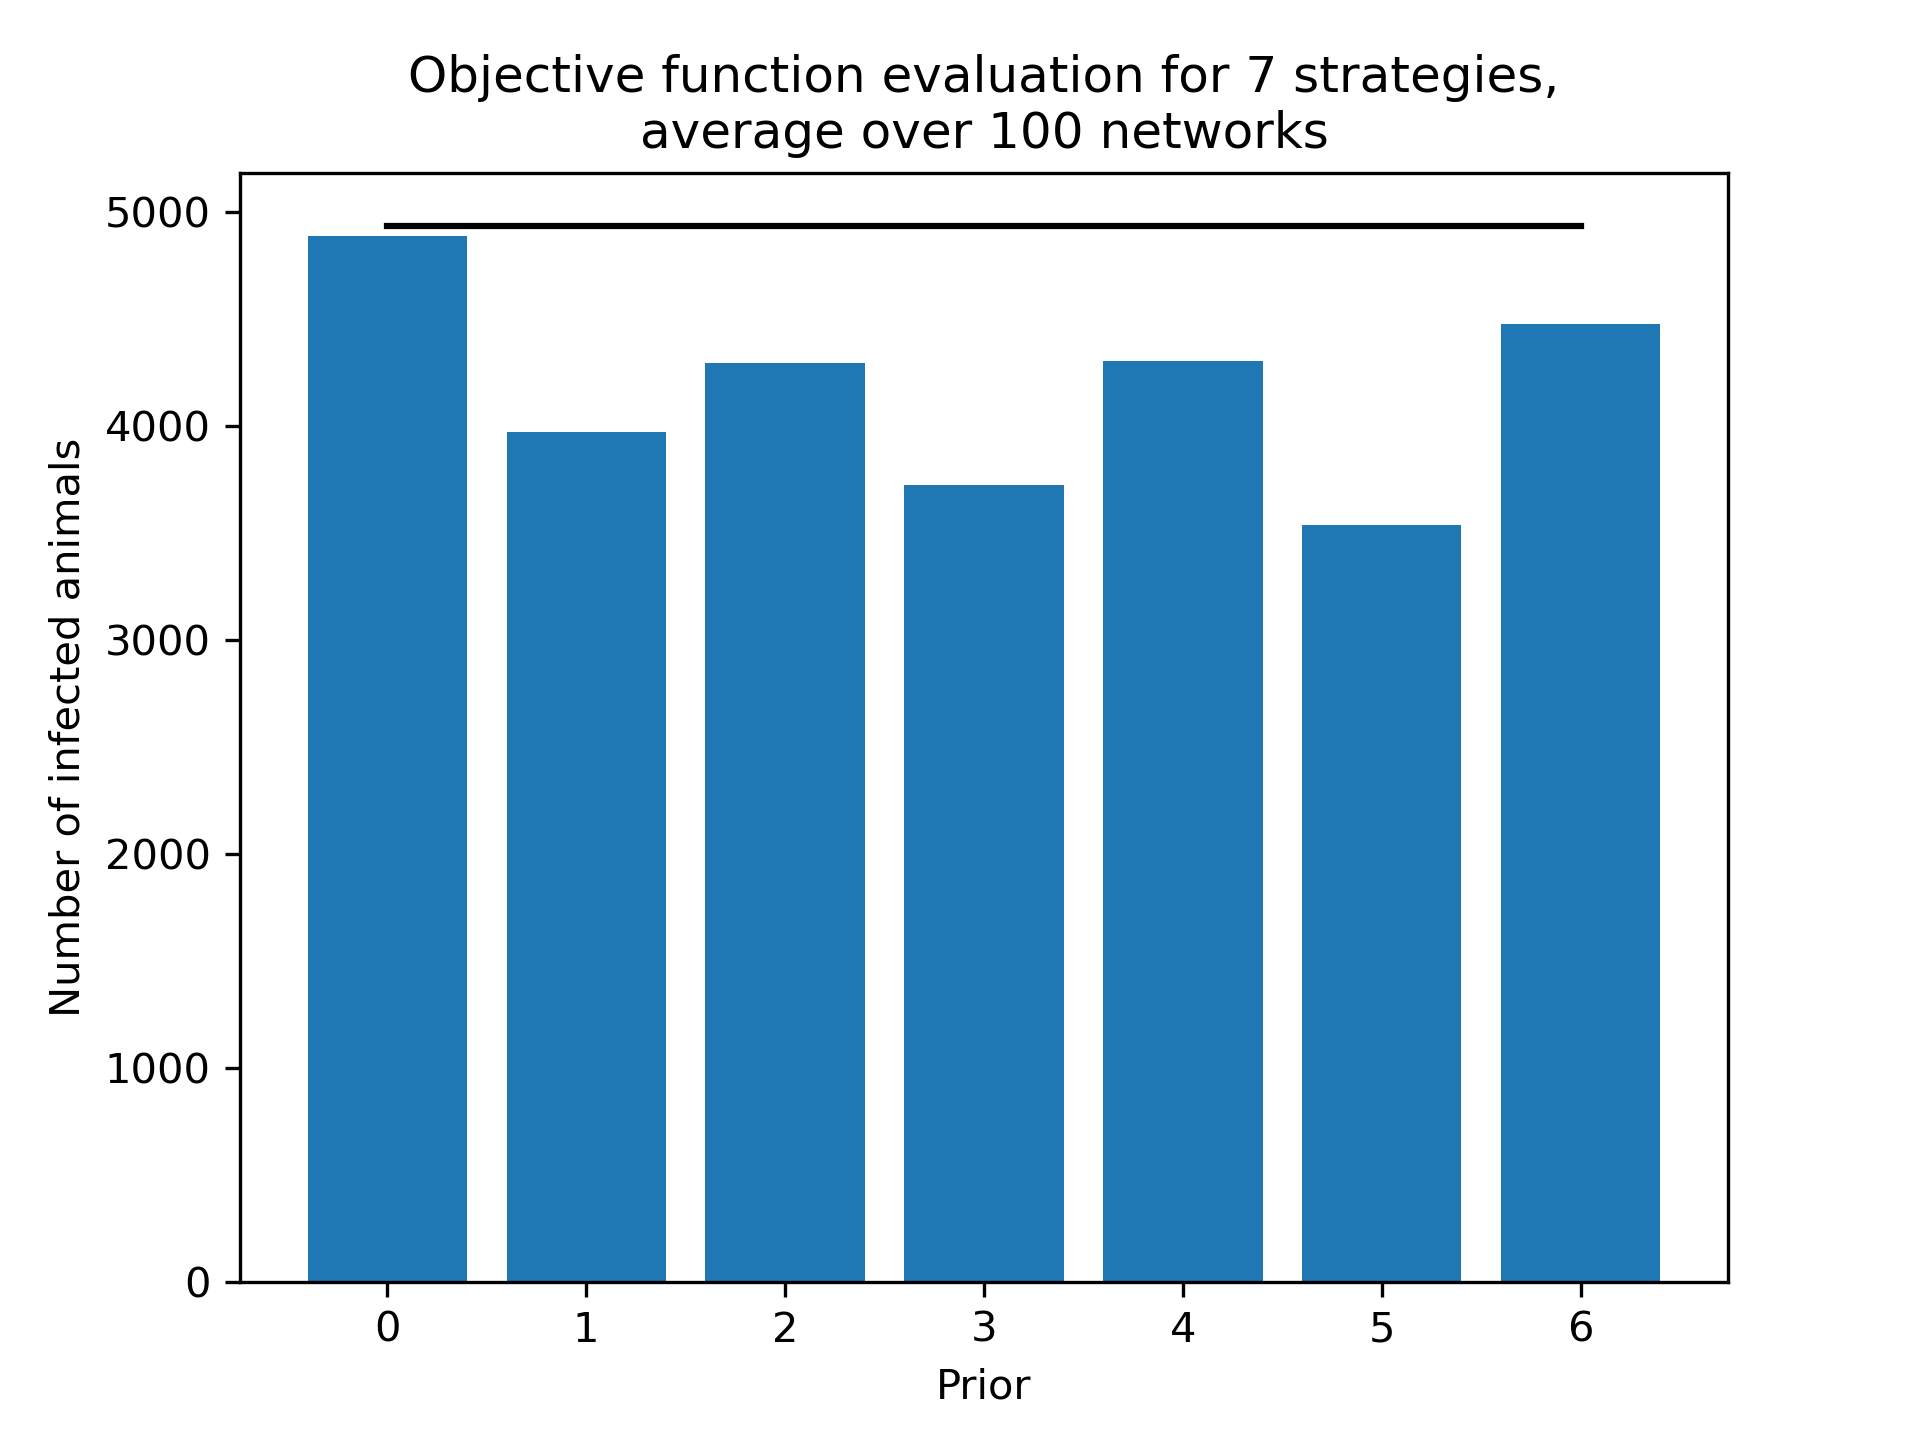 Objective function evaluation for 7 strategies,
average over 100 networks
5000
4000
3000
2000
1000
0
Number of infected animals
0 1 2 3 4 5 6
Prior